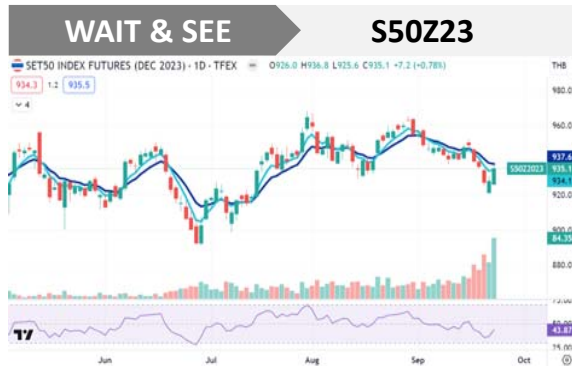 WAIT & SEE
S50Z23
SET50 INDEX FUTURES (DEC 2023) · 1D · TFEX
O926.0 H936.8 L925.6 C935.1 +7.2 (+0.78%)
THB
934.3 1.2 935.5
4
980.0
960.0
937.6
S50Z2023 935.1
934.1
920.0
900.0
84.35
880.0
75.00
43.87
25.00
Jun Jul Aug Sep Oct